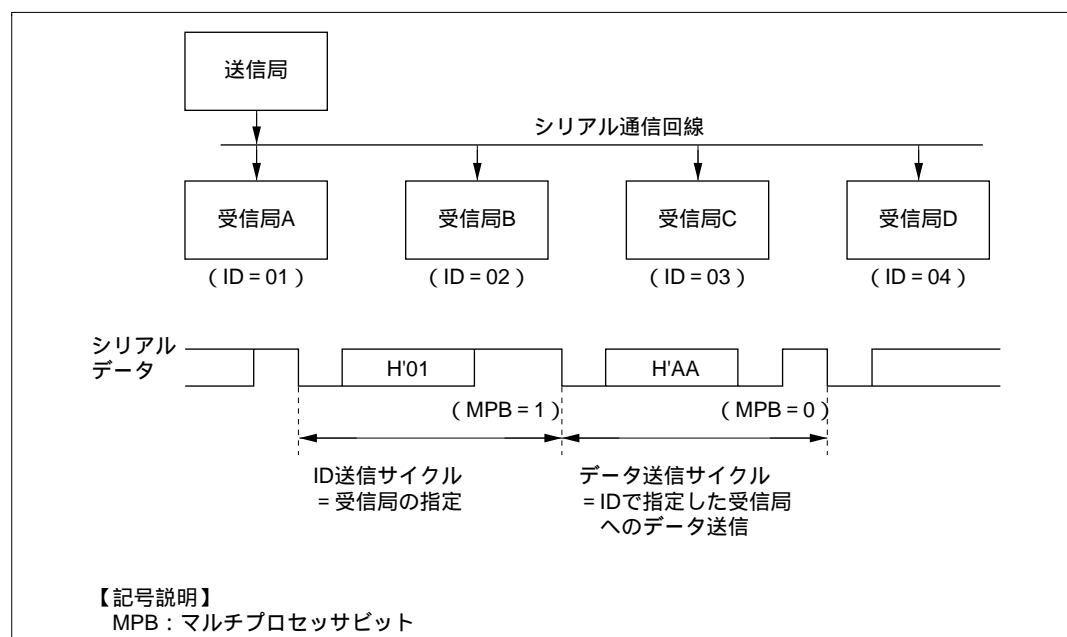 送信局
シリアル通信回線
受信局A
受信局B
受信局C
受信局D
（ID = 01）
（ID = 02）
（ID = 03）
（ID = 04）
シリアル
データ
H'01
H'AA
（MPB = 1）
（MPB = 0）
ID送信サイクル
= 受信局の指定
データ送信サイクル
= IDで指定した受信局
へのデータ送信
【記号説明】
MPB：マルチプロセッサビット